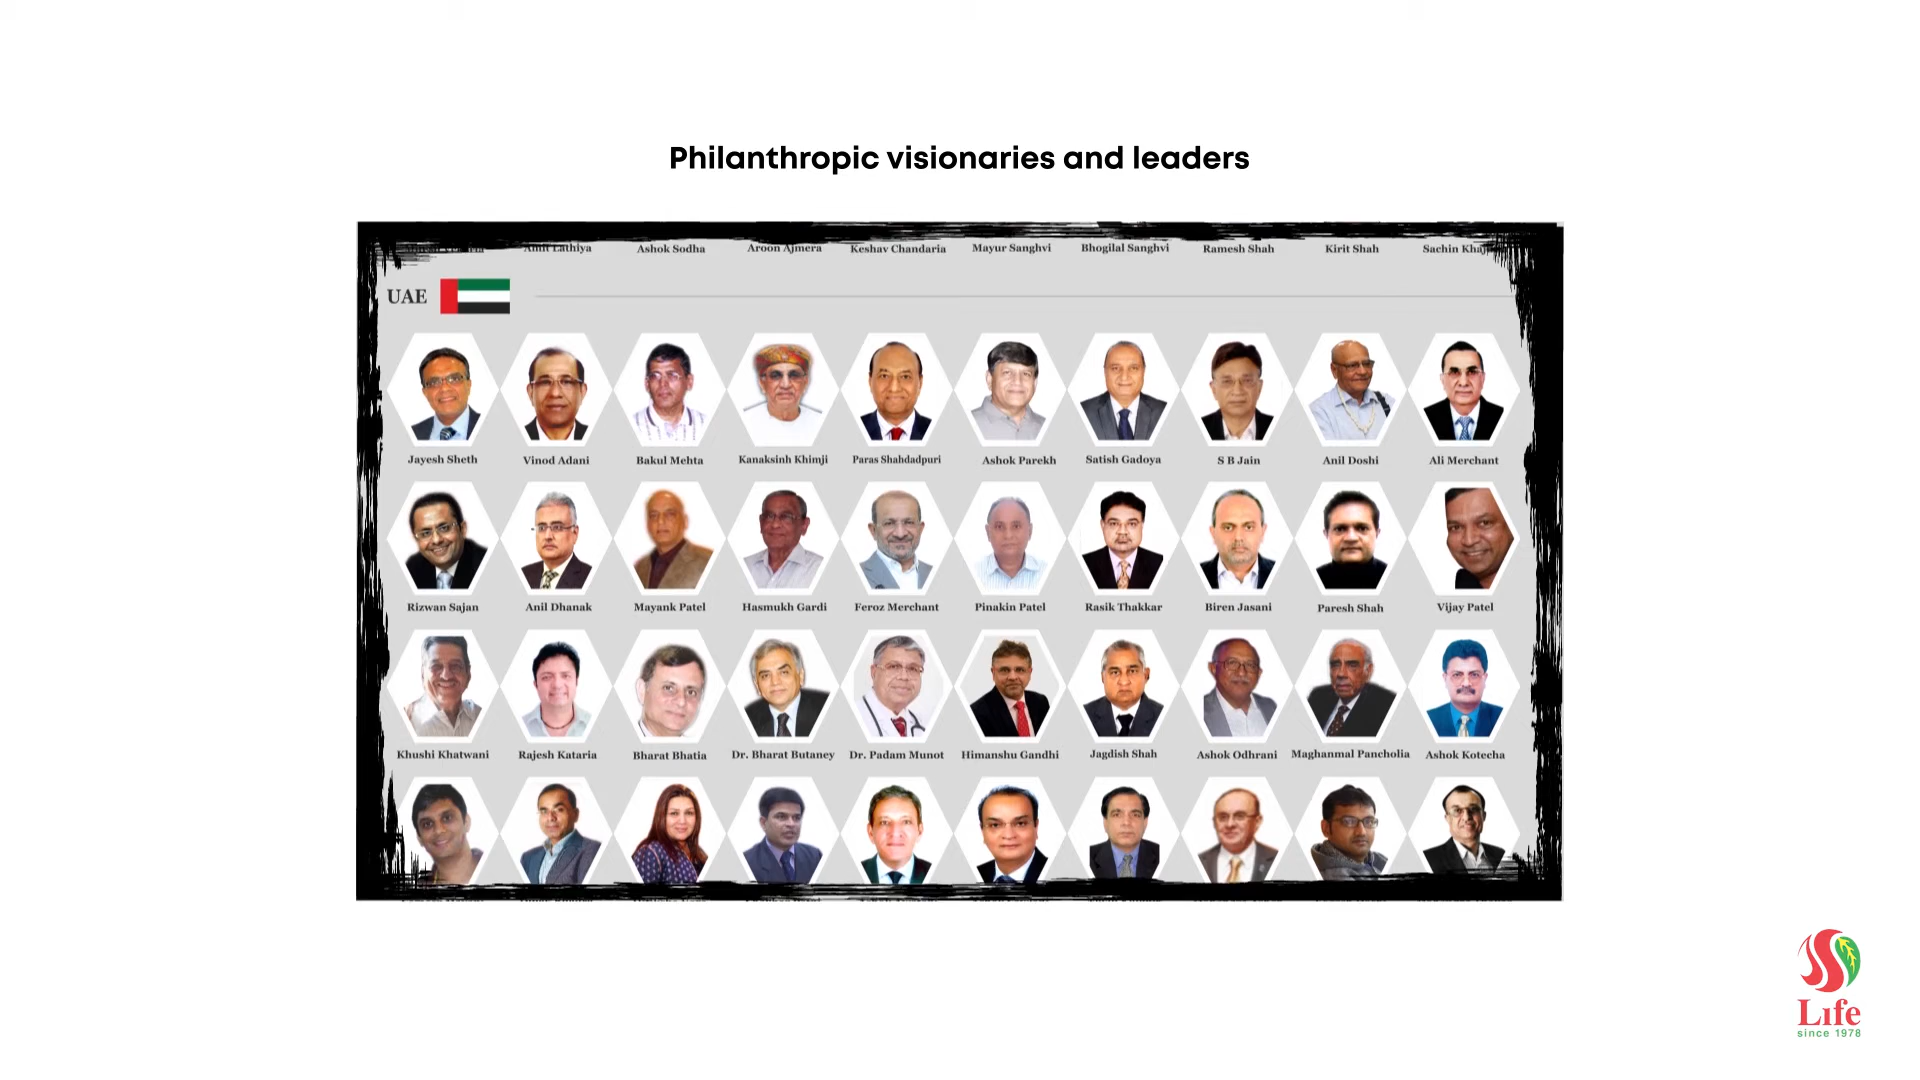 Philanthropic visionaries and leaders
Lathiya Ashok Sodha Aroon Ajmera Keshav Chandaria Mayur Sanghvi Bhogilal Sanghvi Ramesh Shah Kirit Shah Sachin
UAE
Jayesh Sheth Vinod Adani Bakul Mehta Kanaksinh Khimji Paras Shahdadpuri Ashok Parekh Satish Gadoya S B Jain Anil Doshi Ali Merchant
Rizwan Sajan Anil Dhanak Mayank Patel Hasmukh Gardi Feroz Merchant Pinakin Patel Rasik Thakkar Biren Jasani Paresh Shah Vijay Patel
Khushi Khatwani Rajesh Kataria Bharat Bhatia Dr. Bharat Butaney Dr. Padam Munot Himanshu Gandhi Jagdish Shah Ashok Odhrani Maghanmal Pancholia Ashok Kotecha
Life
since 1978